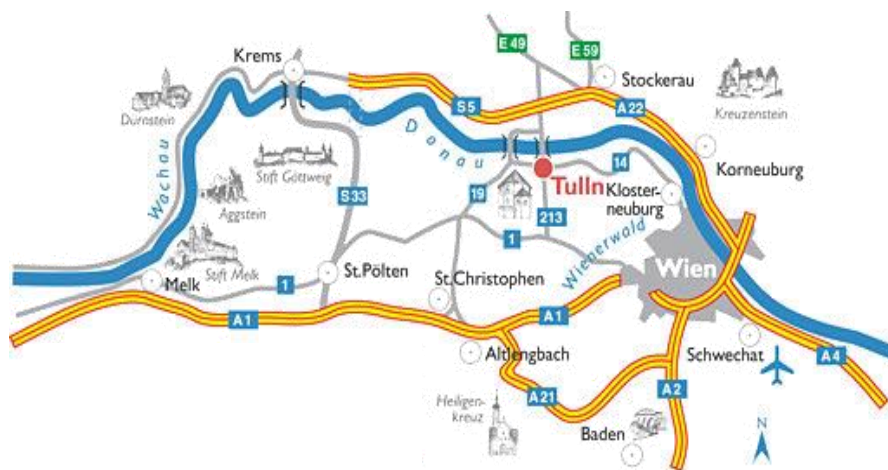 E 49
E 59
Krems
Stockerau
S5
A22
Dürnstein
Kreuzenstein
Donau
Korneuburg
14
Stift Göttweig
Tulln
Kloster-
neuburg
S33
19
Wachau
Aggstein
213
1
Wienerwald
Stift Melk
St.Pölten
St.Christophen
Wien
Melk
1
A1
A1
Altlengbach
Schwechat
A4
A21
A2
Heiligen-
kreuz
Baden
N